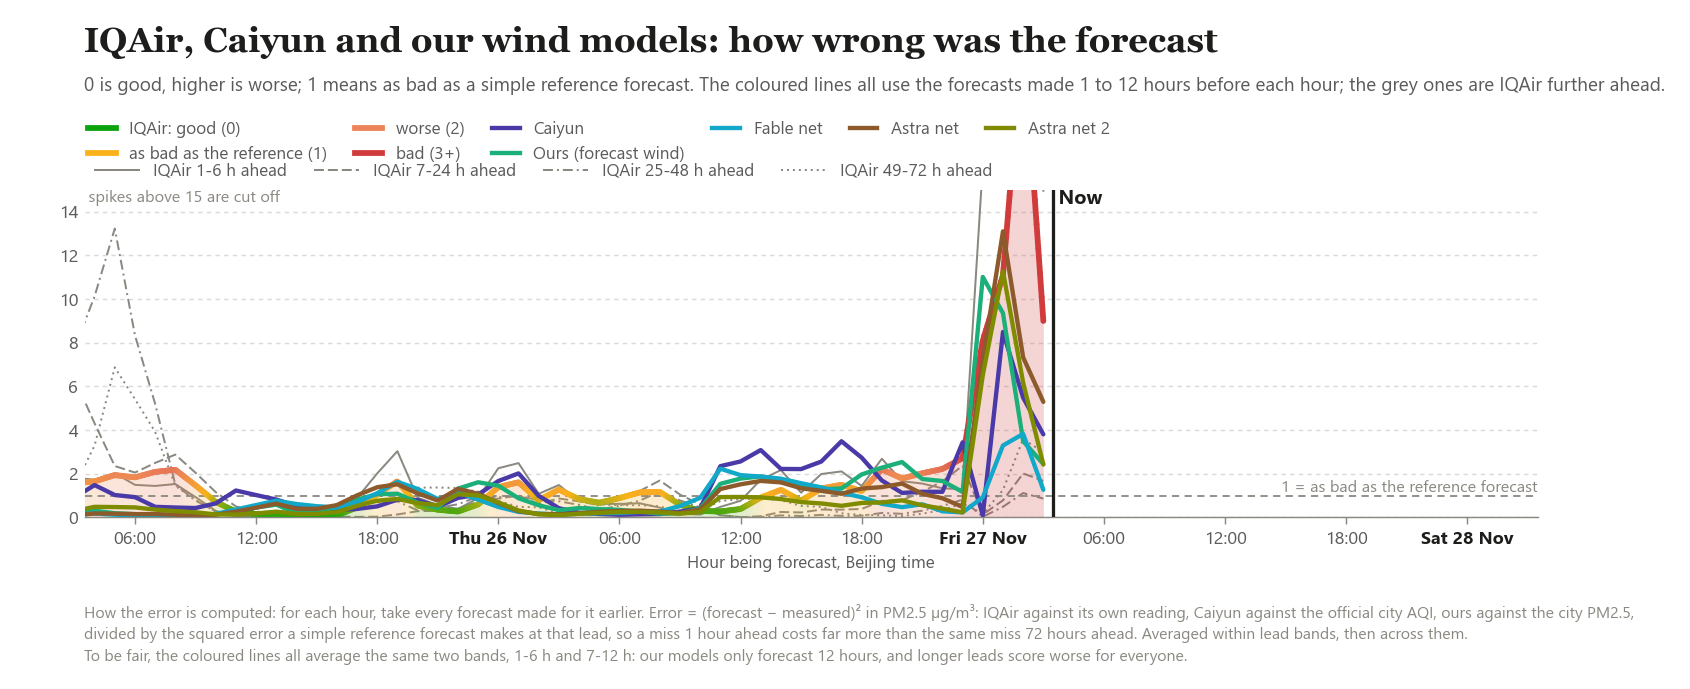 IQAir, Caiyun and our wind models: how wrong was the forecast
0 is good, higher is worse; 1 means as bad as a simple reference forecast. The coloured lines all use the forecasts made 1 to 12 hours before each hour; the grey ones are IQAir further ahead.
IQAir: good (0) worse (2) Caiyun Fable net Astra net Astra net 2
as bad as the reference (1) bad (3+) Ours (forecast wind)
IQAir 1-6 h ahead IQAir 7-24 h ahead IQAir 25-48 h ahead IQAir 49-72 h ahead
spikes above 15 are cut off
Now
14
12
10
8
6
4
2
1 = as bad as the reference forecast
0
06:00 12:00 18:00 Thu 26 Nov 06:00 12:00 18:00 Fri 27 Nov 06:00 12:00 18:00 Sat 28 Nov
Hour being forecast, Beijing time
How the error is computed: for each hour, take every forecast made for it earlier. Error = (forecast − measured)² in PM2.5 µg/m³: IQAir against its own reading, Caiyun against the official city AQI, ours against the city PM2.5,
divided by the squared error a simple reference forecast makes at that lead, so a miss 1 hour ahead costs far more than the same miss 72 hours ahead. Averaged within lead bands, then across them.
To be fair, the coloured lines all average the same two bands, 1-6 h and 7-12 h: our models only forecast 12 hours, and longer leads score worse for everyone.